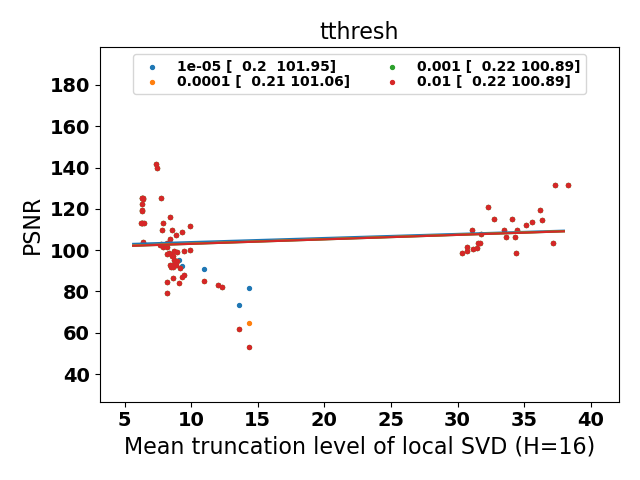 tthresh
1e-05 [  0.2  101.95]
0.0001 [  0.21 101.06]
0.001 [  0.22 100.89]
0.01 [  0.22 100.89]
180
160
140
120
100
80
60
40
PSNR
5 10 15 20 25 30 35 40
Mean truncation level of local SVD (H=16)